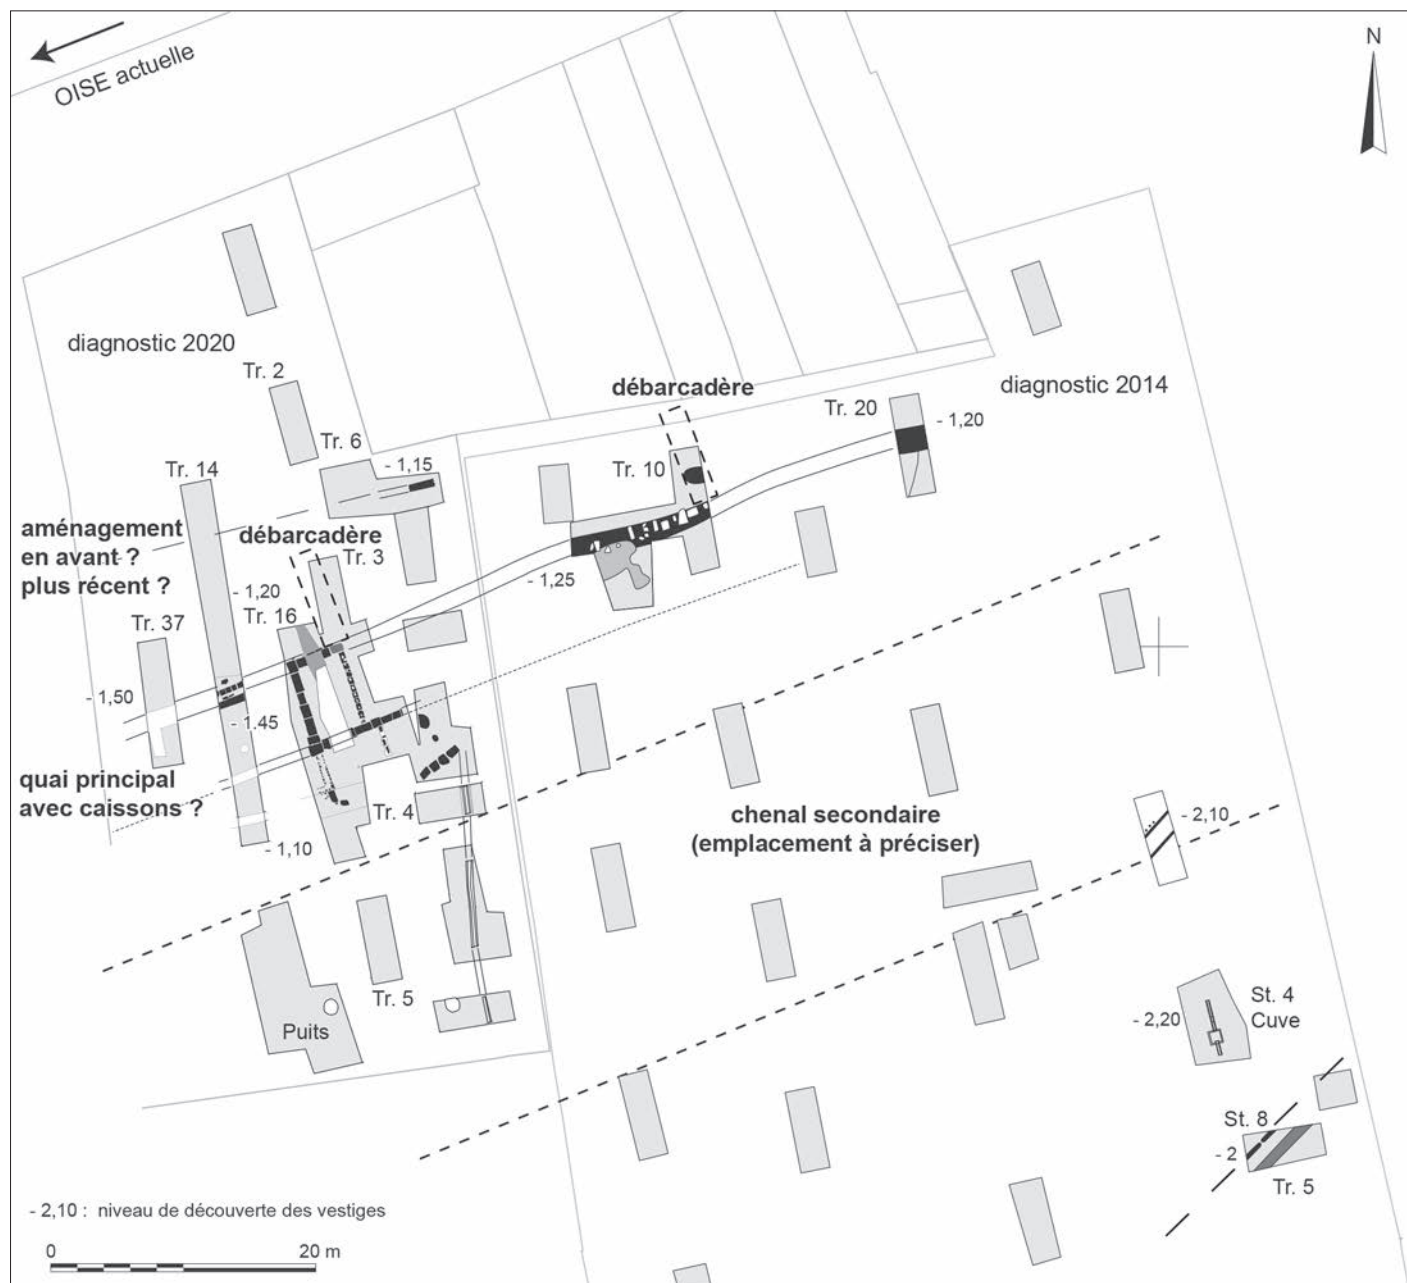 OISE actuelle
N
diagnostic 2020
Tr. 2
débarcadère
diagnostic 2014
Tr. 20
- 1,20
Tr. 6
- 1,15
Tr. 14
Tr. 10
aménagement
en avant ?
plus récent ?
débarcadère
Tr. 3
- 1,20
Tr. 16
- 1,25
Tr. 37
- 1,50
- 1.45
quai principal
avec caissons ?
Tr. 4
- 1,10
chenal secondaire
(emplacement à préciser)
- 2,10
Tr. 5
Puits
St. 4
Cuve
- 2,20
St. 8
- 2
Tr. 5
- 2,10 : niveau de découverte des vestiges
0
20 m